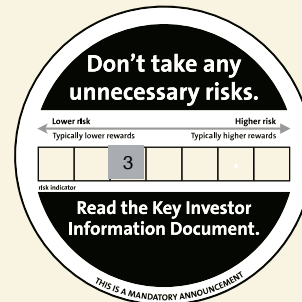 Don't take any
unnecessary risks.
Lower risk Higher risk
Typically lower rewards Typically higher rewards
3
risk indicator
Read the Key Investor
Information Document.
THIS IS A MANDATORY ANNOUNCEMENT